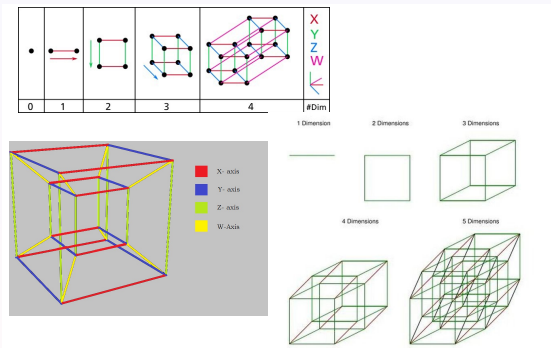 X
Y
Z
W
0 1 2 3 4 #Dim
1 Dimension 2 Dimensions 3 Dimensions
X- axis
Y- axis
Z- axis
W-Axis
4 Dimensions 5 Dimensions